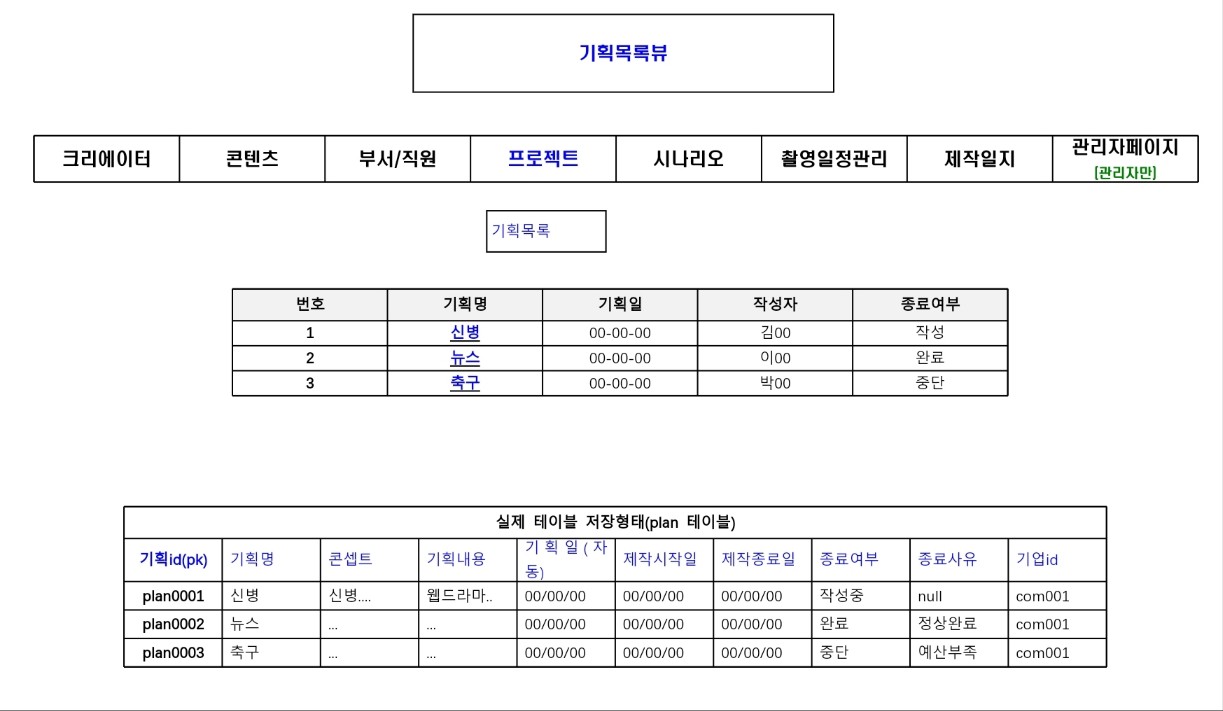 기획목록뷰
크리에이터 콘텐츠 부서/직원 프로젝트 시나리오 촬영일정관리 제작일지 관리자페이지
(관리자만)
기획목록
번호 기획명 기획일 작성자 종료여부
1 신병 00-00-00 김00 작성
2 뉴스 00-00-00 이00 완료
3 축구 00-00-00 박00 중단
실제 테이블 저장형태(plan 테이블)
기획id(pk) 기획명 콘셉트 기획내용 기획일(자동) 제작시작일 제작종료일 종료여부 종료사유 기업id
plan0001 신병 신병.... 웹드라마.. 00/00/00 00/00/00 00/00/00 작성중 null com001
plan0002 뉴스 ... ... 00/00/00 00/00/00 00/00/00 완료 정상완료 com001
plan0003 축구 ... ... 00/00/00 00/00/00 00/00/00 중단 예산부족 com001